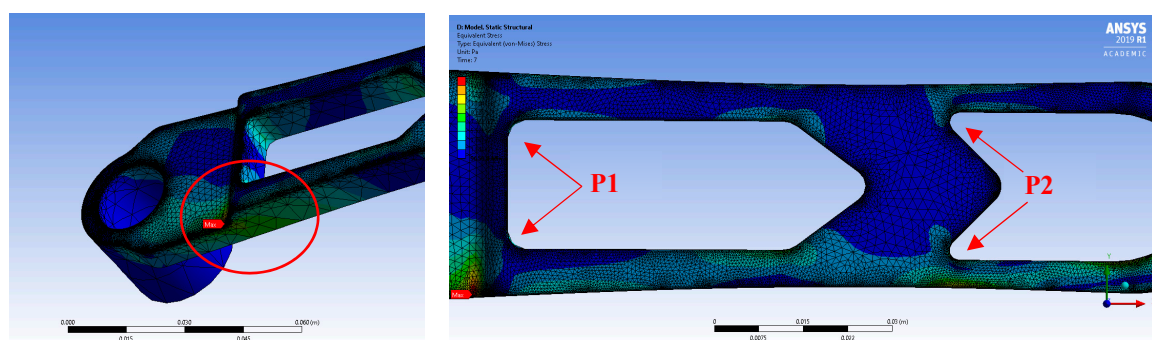 Max
0.000
0.030
0.060 (m)
0.015
0.045
D: Model, Static Structural
Equivalent Stress
Type: Equivalent (von-Mises) Stress
Unit: Pa
Time: 7
ANSYS
2019 R1
ACADEMIC
P1
P2
Max
Y
0
0.015
0.03 (m)
0.0075
0.022